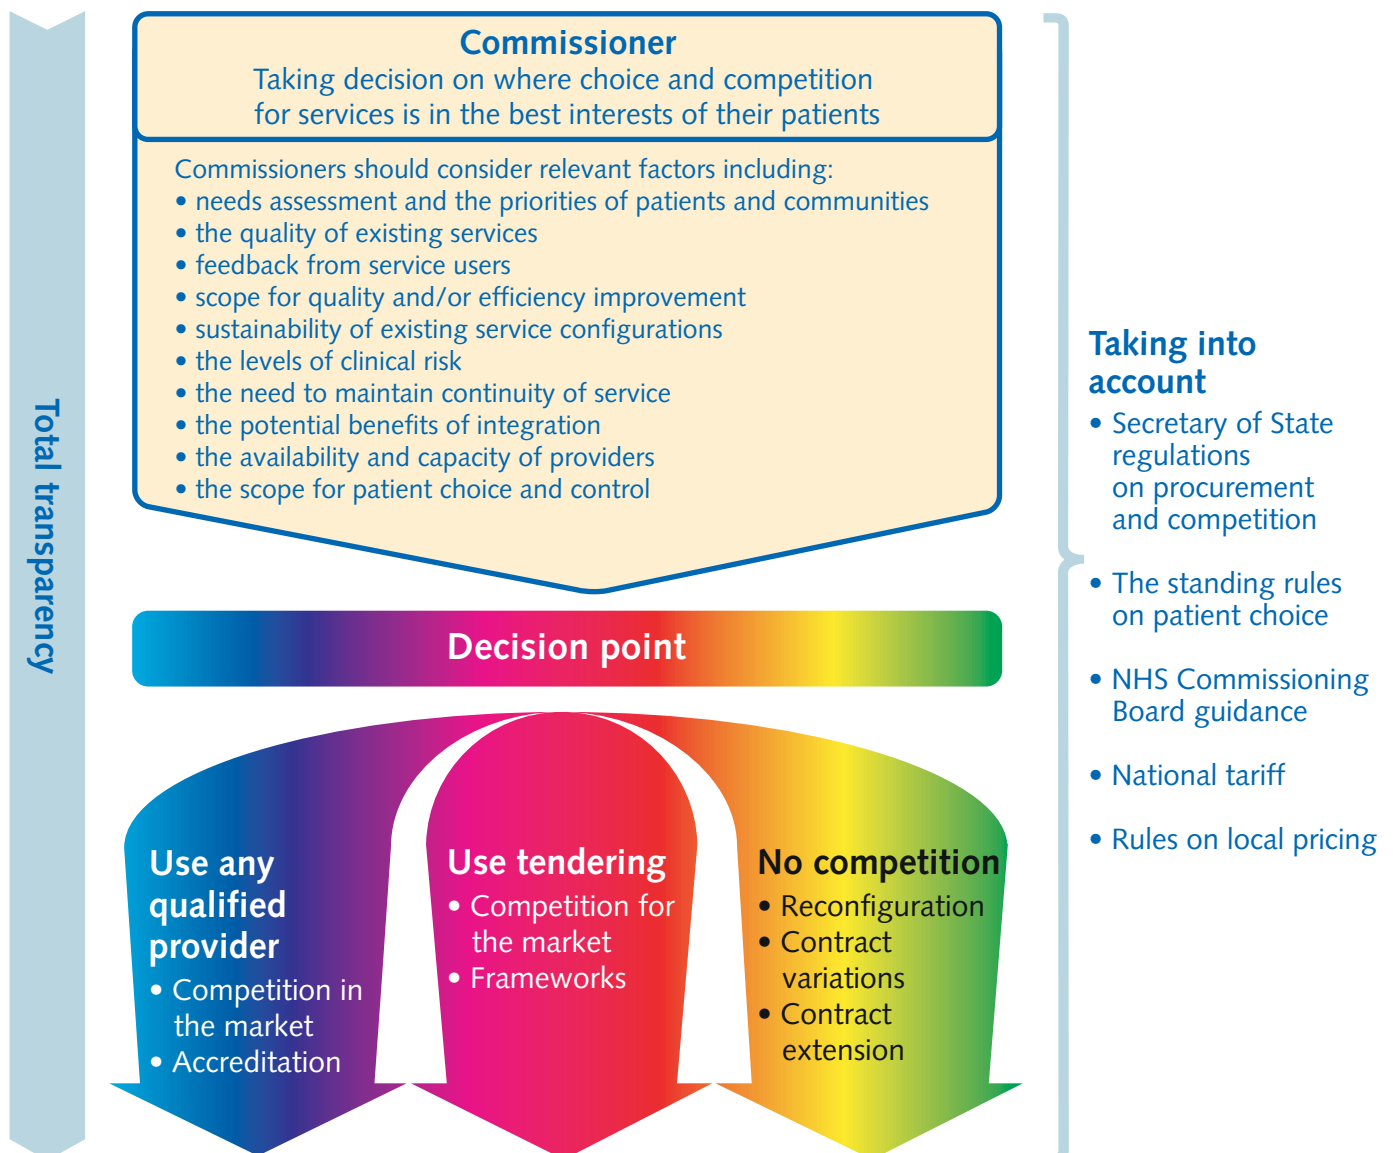 Total transparency
Commissioner
Taking decision on where choice and competition
for services is in the best interests of their patients
Commissioners should consider relevant factors including:
• needs assessment and the priorities of patients and communities
• the quality of existing services
• feedback from service users
• scope for quality and/or efficiency improvement
• sustainability of existing service configurations
• the levels of clinical risk
• the need to maintain continuity of service
• the potential benefits of integration
• the availability and capacity of providers
• the scope for patient choice and control
Decision point
Use any
qualified
provider
• Competition in
the market
• Accreditation
Use tendering
• Competition for
the market
• Frameworks
No competition
• Reconfiguration
• Contract
variations
• Contract
extension
Taking into
account
• Secretary of State
regulations
on procurement
and competition
• The standing rules
on patient choice
• NHS Commissioning
Board guidance
• National tariff
• Rules on local pricing